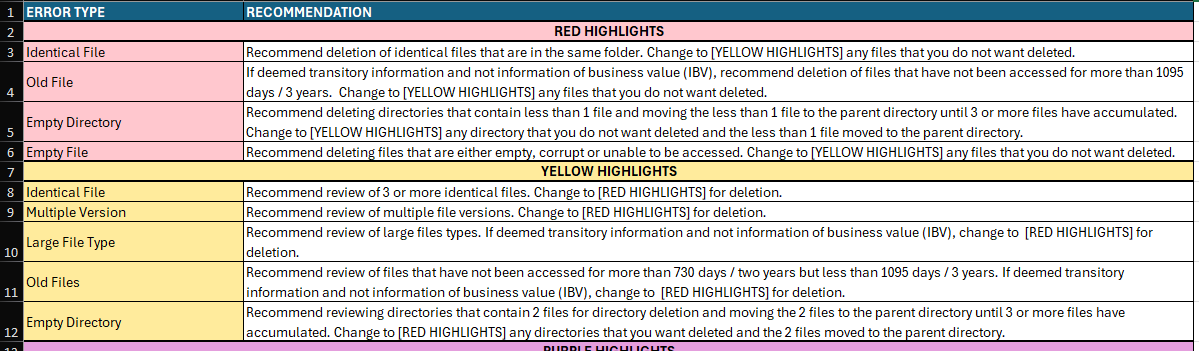 1 ERROR TYPE RECOMMENDATION
2 RED HIGHLIGHTS
3 Identical File Recommend deletion of identical files that are in the same folder. Change to [YELLOW HIGHLIGHTS] any files that you do not want deleted.
4 Old File If deemed transitory information and not information of business value (IBV), recommend deletion of files that have not been accessed for more than 1095
days / 3 years.  Change to [YELLOW HIGHLIGHTS] any files that you do not want deleted.
5 Empty Directory Recommend deleting directories that contain less than 1 file and moving the less than 1 file to the parent directory until 3 or more files have accumulated.
Change to [YELLOW HIGHLIGHTS] any directory that you do not want deleted and the less than 1 file moved to the parent directory.
6 Empty File Recommend deleting files that are either empty, corrupt or unable to be accessed. Change to [YELLOW HIGHLIGHTS] any files that you do not want deleted.
7 YELLOW HIGHLIGHTS
8 Identical File Recommend review of 3 or more identical files. Change to [RED HIGHLIGHTS] for deletion.
9 Multiple Version Recommend review of multiple file versions. Change to [RED HIGHLIGHTS] for deletion.
10 Large File Type Recommend review of large files types. If deemed transitory information and not information of business value (IBV), change to  [RED HIGHLIGHTS] for
deletion.
11 Old Files Recommend review of files that have not been accessed for more than 730 days / two years but less than 1095 days / 3 years. If deemed transitory
information and not information of business value (IBV), change to  [RED HIGHLIGHTS] for deletion.
12 Empty Directory Recommend reviewing directories that contain 2 files for directory deletion and moving the 2 files to the parent directory until 3 or more files have
accumulated. Change to [RED HIGHLIGHTS] any directories that you want deleted and the 2 files moved to the parent directory.
13 PURPLE HIGHLIGHTS